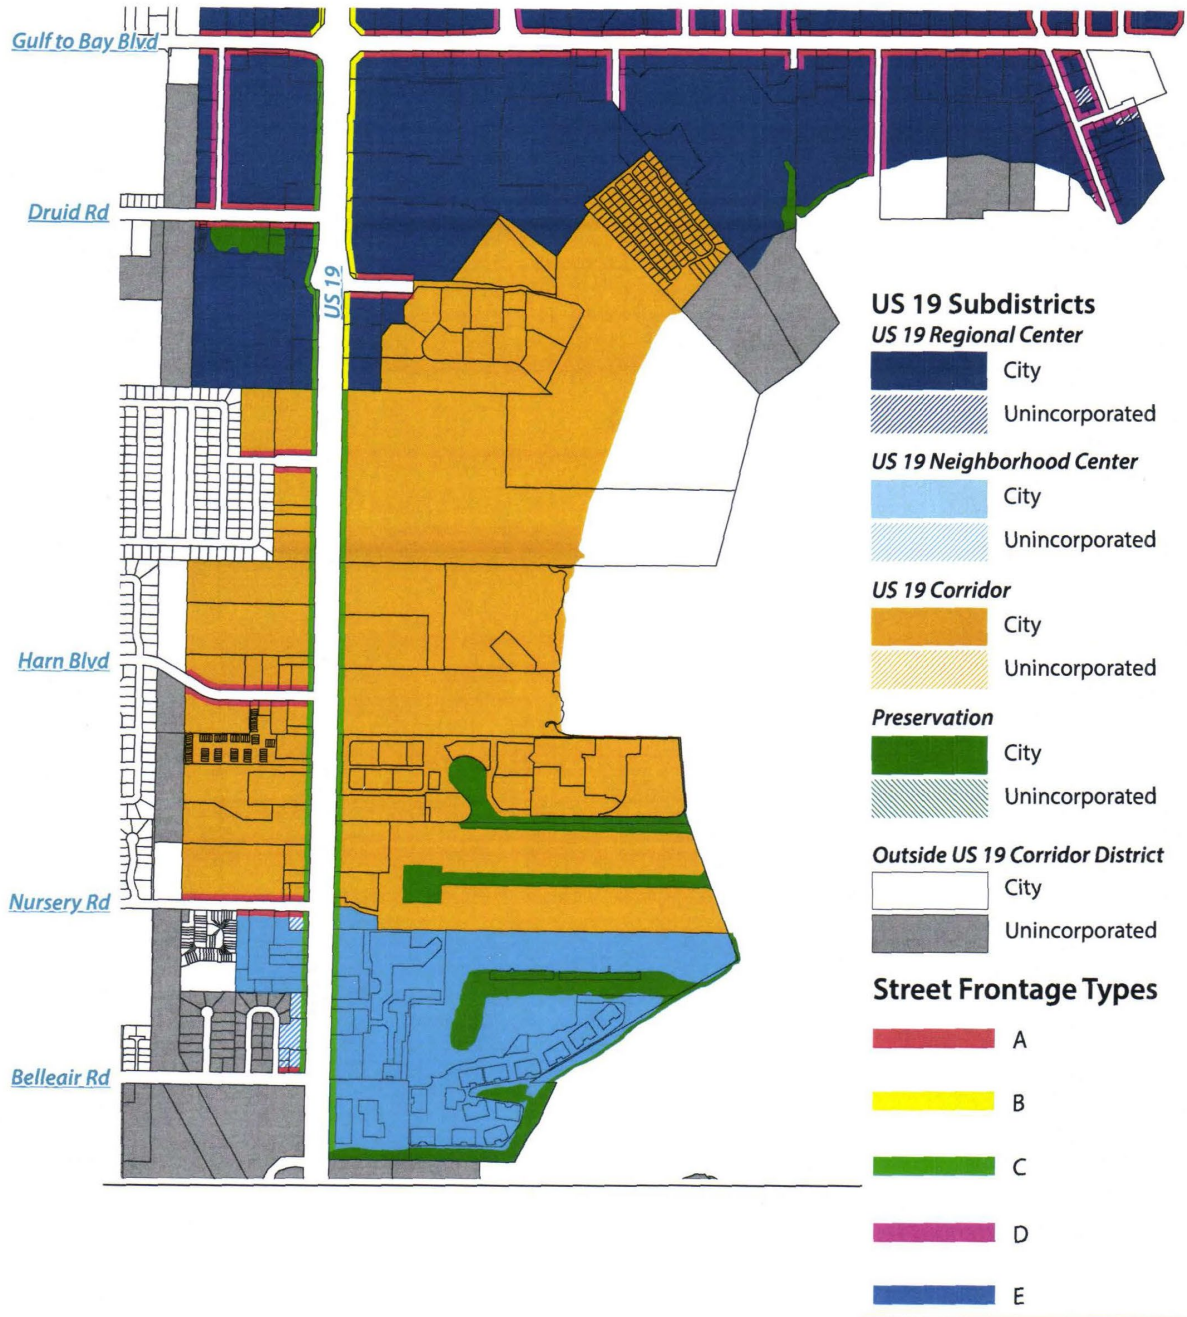 Gulf to Bay Blvd
Druid Rd
US 19
Harn Blvd
Nursery Rd
Belleair Rd
US 19 Subdistricts
US 19 Regional Center
City
Unincorporated
US 19 Neighborhood Center
City
Unincorporated
US 19 Corridor
City
Unincorporated
Preservation
City
Unincorporated
Outside US 19 Corridor District
City
Unincorporated
Street Frontage Types
A
B
C
D
E